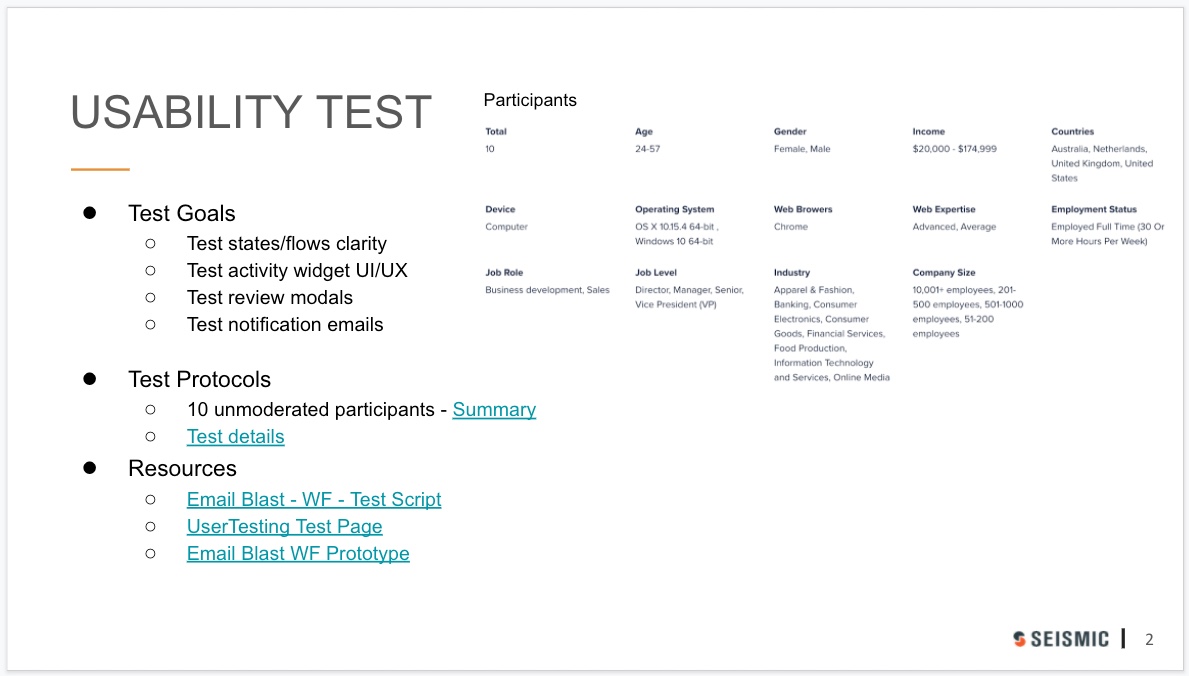 USABILITY TEST
● Test Goals
○ Test states/flows clarity
○ Test activity widget UI/UX
○ Test review modals
○ Test notification emails
● Test Protocols
○ 10 unmoderated participants - Summary
○ Test details
● Resources
○ Email Blast - WF - Test Script
○ UserTesting Test Page
○ Email Blast WF Prototype
Participants
Total
10
Age
24-57
Gender
Female, Male
Income
$20,000 - $174,999
Countries
Australia, Netherlands,
United Kingdom, United
States
Device
Computer
Operating System
OS X 10.15.4 64-bit ,
Windows 10 64-bit
Web Browers
Chrome
Web Expertise
Advanced, Average
Employment Status
Employed Full Time (30 Or
More Hours Per Week)
Job Role
Business development, Sales
Job Level
Director, Manager, Senior,
Vice President (VP)
Industry
Apparel & Fashion,
Banking, Consumer
Electronics, Consumer
Goods, Financial Services,
Food Production,
Information Technology
and Services, Online Media
Company Size
10,001+ employees, 201-
500 employees, 501-1000
employees, 51-200
employees
SEISMIC | 2